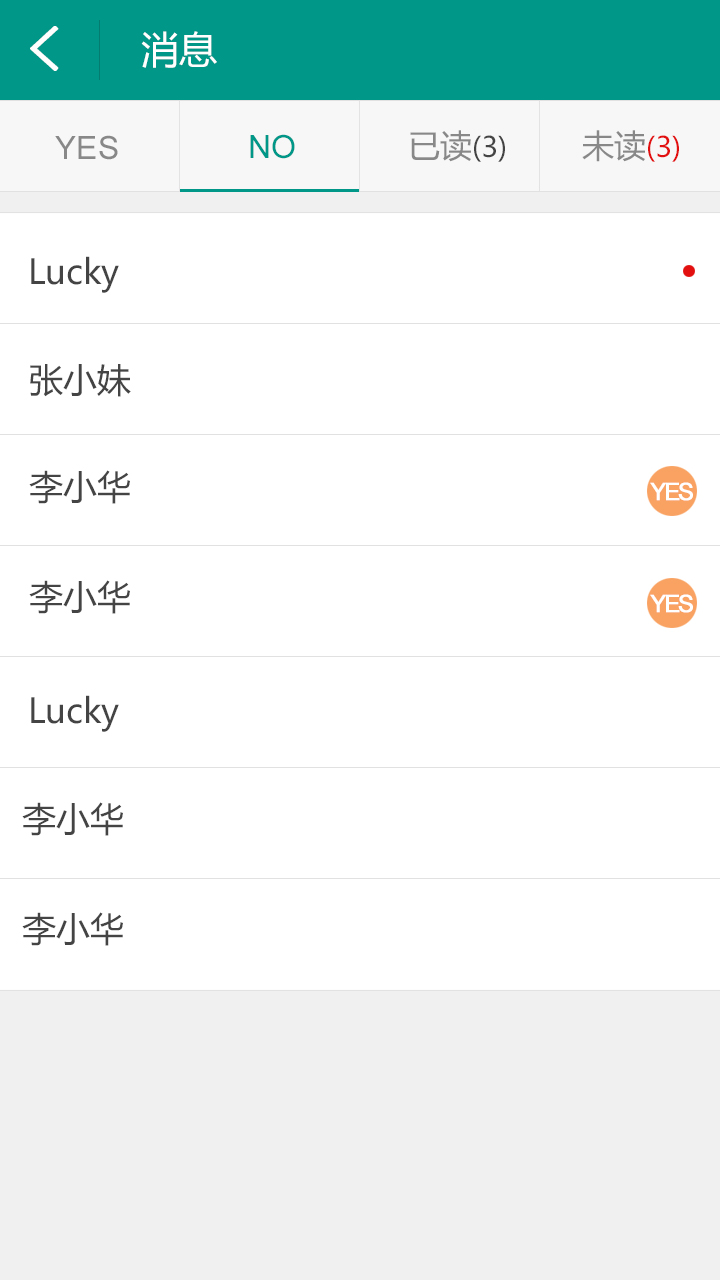 消息
YES NO 已读(3) 未读(3)
Lucky
张小妹
李小华 YES
李小华 YES
Lucky
李小华
李小华